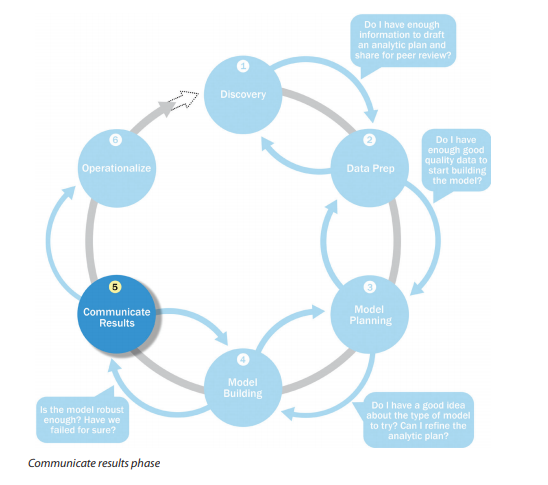 Do I have enough
information to draft
an analytic plan and
share for peer review?
1
Discovery
2
Data Prep
Do I have
enough good
quality data to
start building
the model?
6
Operationalize
3
Model
Planning
5
Communicate
Results
4
Model
Building
Is the model robust
enough? Have we
failed for sure?
Do I have a good idea
about the type of model
to try? Can I refine the
analytic plan?
Communicate results phase